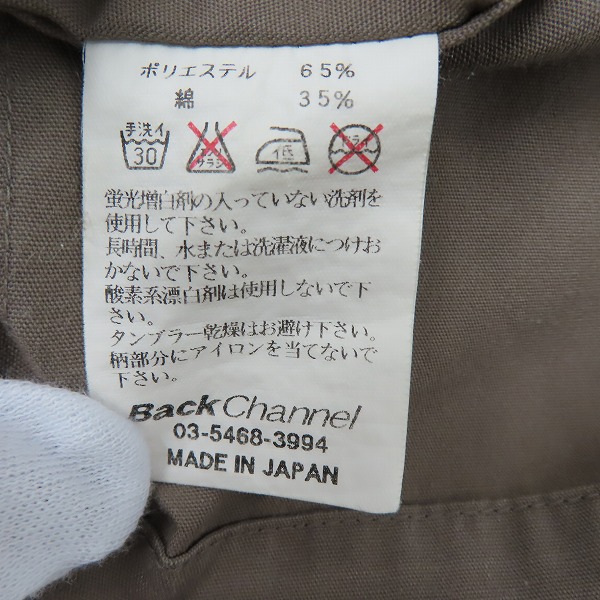 ポリエステル 65%
綿 35%
手洗イ 30 エンソ サラシ 低 ドライ
蛍光増白剤の入っていない洗剤を
使用して下さい。
長時間、水または洗濯液につけお
かないで下さい。
酸素系漂白剤は使用しないで下
さい。
タンブラー乾燥はお避け下さい。
柄部分にアイロンを当てないで
下さい。
BackChannel
03-5468-3994
MADE IN JAPAN